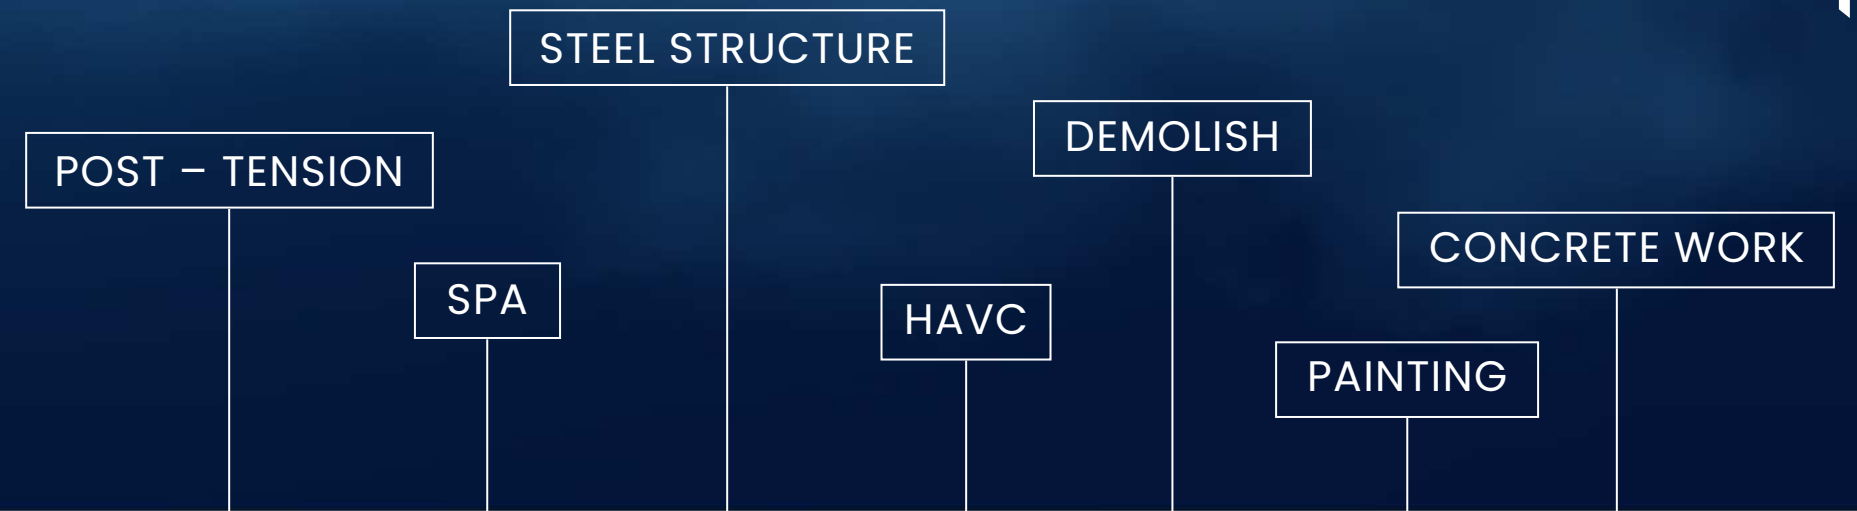 STEEL STRUCTURE
DEMOLISH
POST – TENSION
CONCRETE WORK
SPA
HAVC
PAINTING